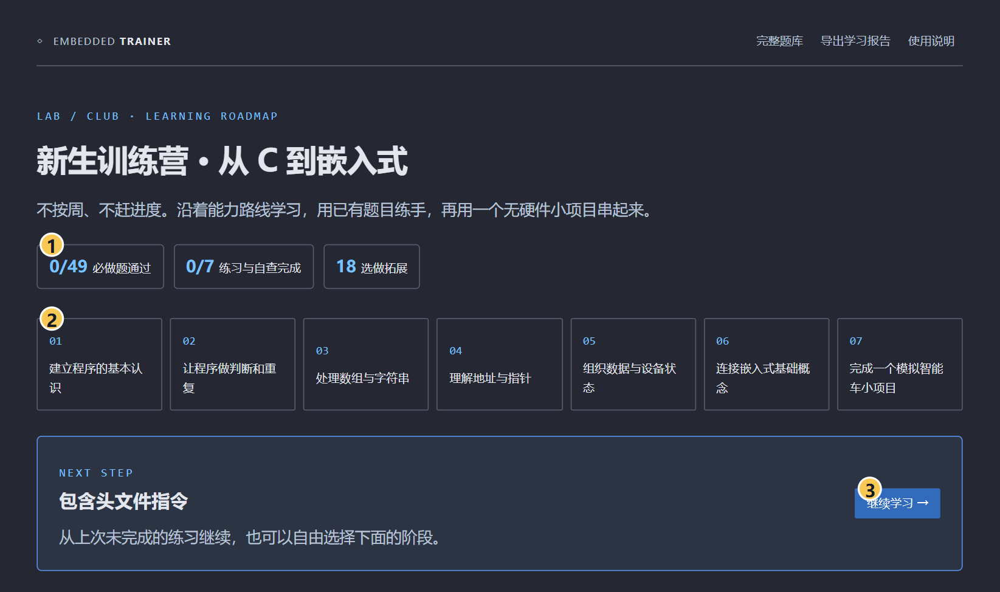 ◇ EMBEDDED TRAINER
完整题库 导出学习报告 使用说明
LAB / CLUB · LEARNING ROADMAP
新生训练营 · 从 C 到嵌入式
不按周、不赶进度。沿着能力路线学习，用已有题目练手，再用一个无硬件小项目串起来。
1
0/49 必做题通过
0/7 练习与自查完成
18 选做拓展
2
01
建立程序的基本认
识
02
让程序做判断和重
复
03
处理数组与字符串
04
理解地址与指针
05
组织数据与设备状
态
06
连接嵌入式基础概
念
07
完成一个模拟智能
车小项目
NEXT STEP
包含头文件指令
从上次未完成的练习继续，也可以自由选择下面的阶段。
3
继续学习 →